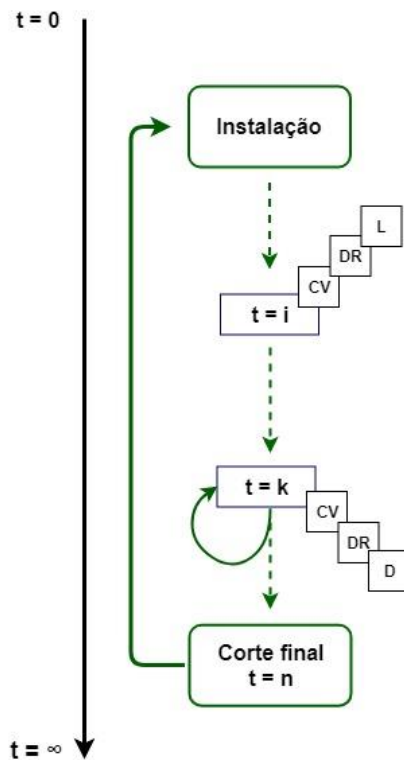 t = 0
Instalação
L
DR
CV
t = i
t = k
CV
DR
D
Corte final
t = n
t = ∞